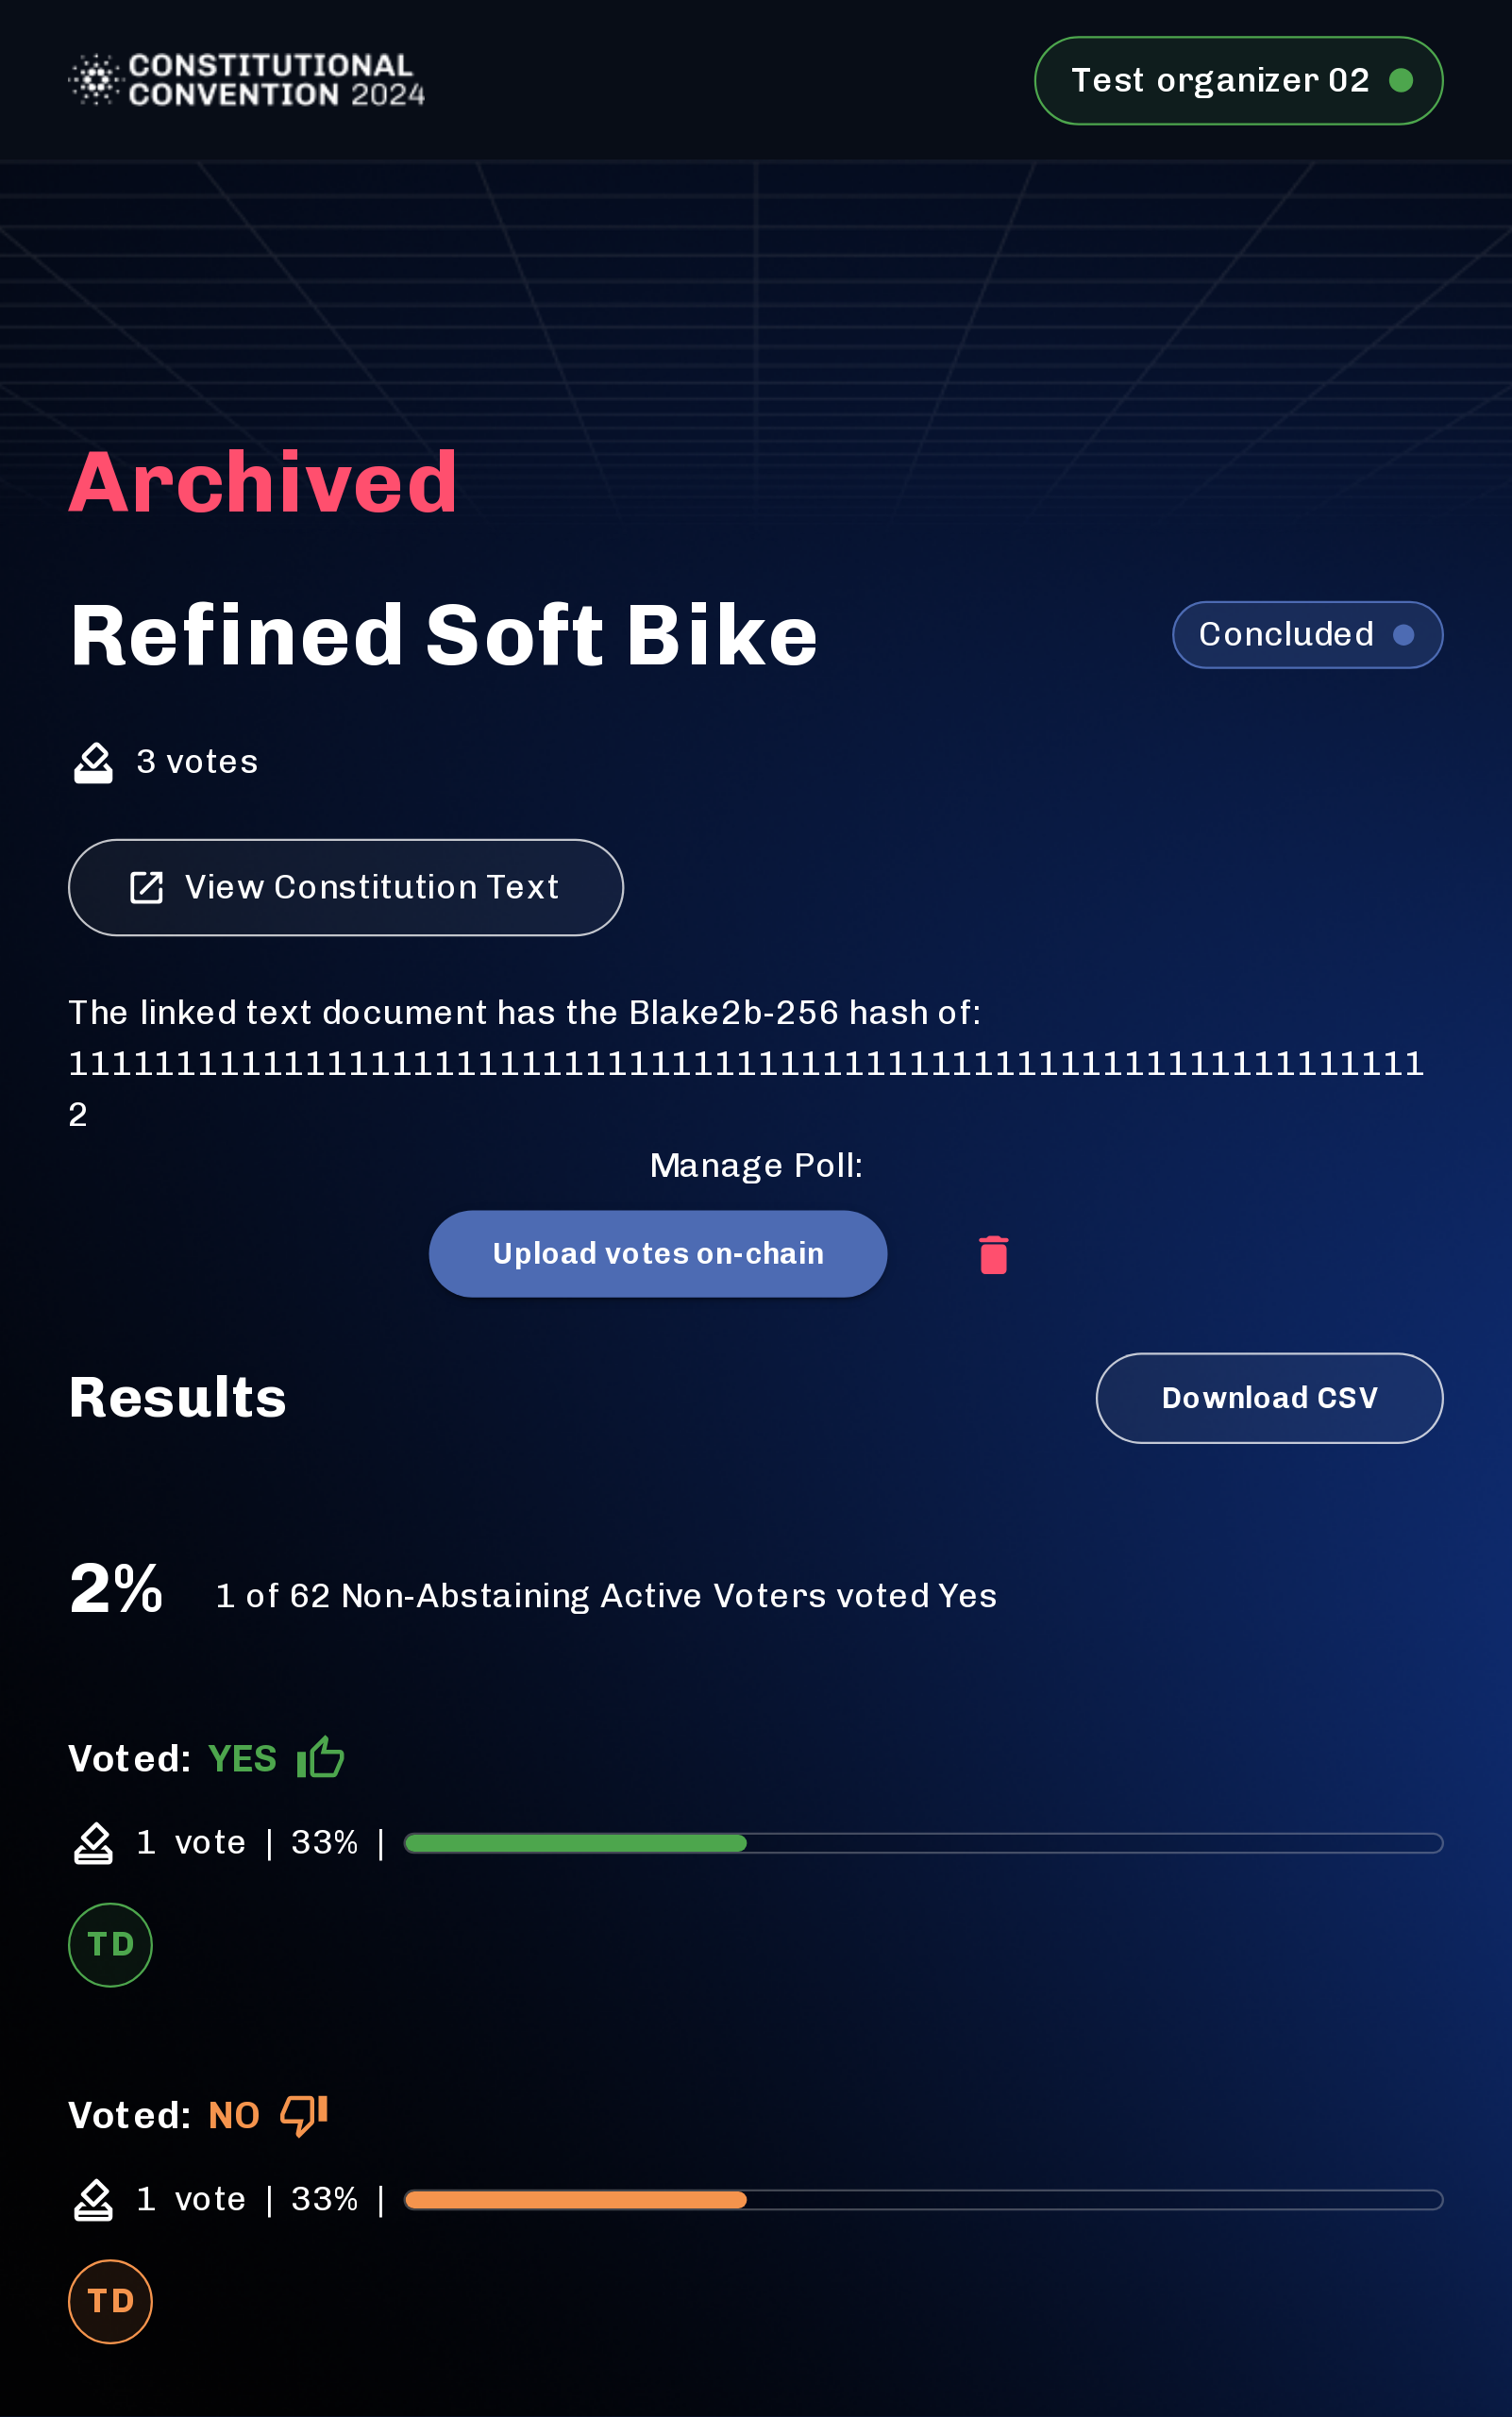 CONSTITUTIONAL
CONVENTION 2024
Test organizer 02
Archived
Refined Soft Bike
Concluded
3 votes
View Constitution Text
The linked text document has the Blake2b-256 hash of:
111111111111111111111111111111111111111111111111111111111111111
2
Manage Poll:
Upload votes on-chain
Results
Download CSV
2%
1 of 62 Non-Abstaining Active Voters voted Yes
Voted: YES
1 vote | 33% |
TD
Voted: NO
1 vote | 33% |
TD